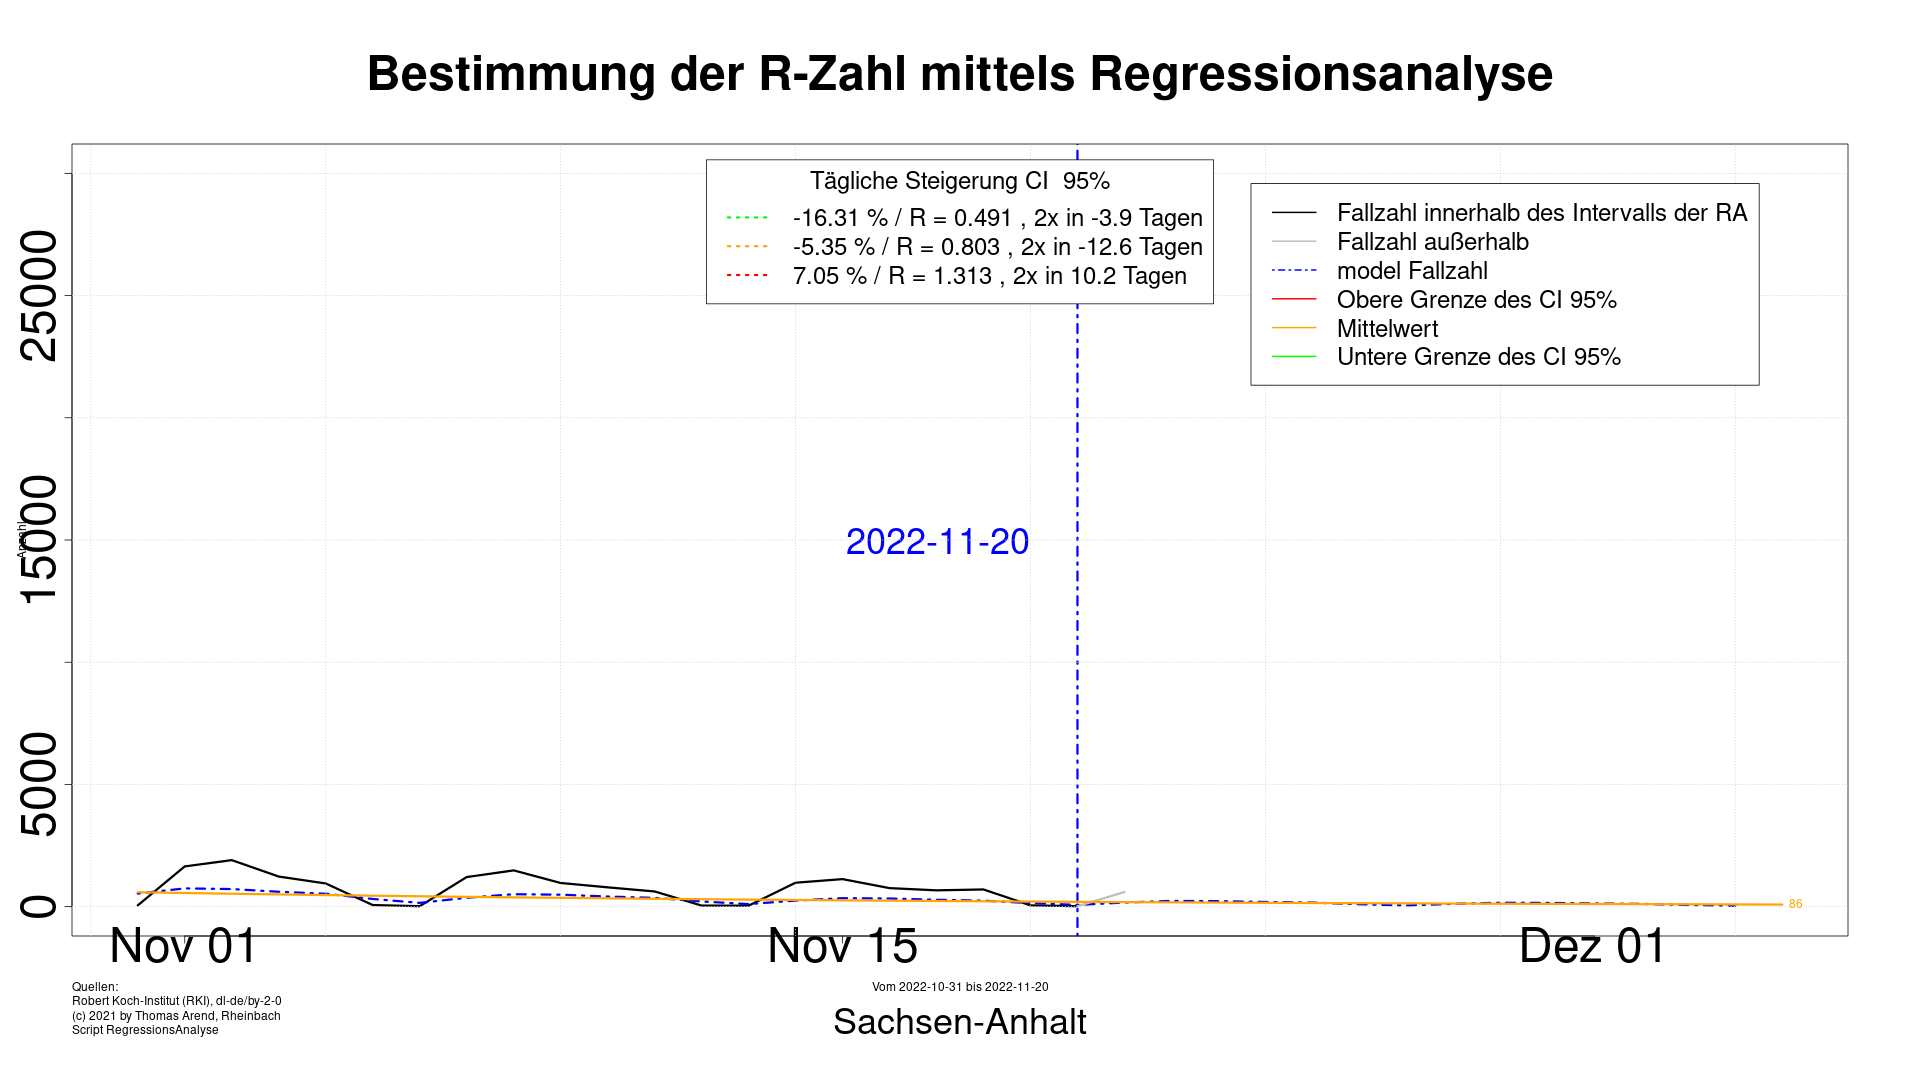 Bestimmung der R-Zahl mittels Regressionsanalyse
Tägliche Steigerung CI  95%
-16.31 % / R = 0.491 , 2x in -3.9 Tagen
-5.35 % / R = 0.803 , 2x in -12.6 Tagen
7.05 % / R = 1.313 , 2x in 10.2 Tagen
Fallzahl innerhalb des Intervalls der RA
Fallzahl außerhalb
model Fallzahl
Obere Grenze des CI 95%
Mittelwert
Untere Grenze des CI 95%
25000
15000
5000
0
Anzahl
2022-11-20
86
Nov 01
Nov 15
Dez 01
Quellen:
Robert Koch-Institut (RKI), dl-de/by-2-0
(c) 2021 by Thomas Arend, Rheinbach
Script RegressionsAnalyse
Vom 2022-10-31 bis 2022-11-20
Sachsen-Anhalt